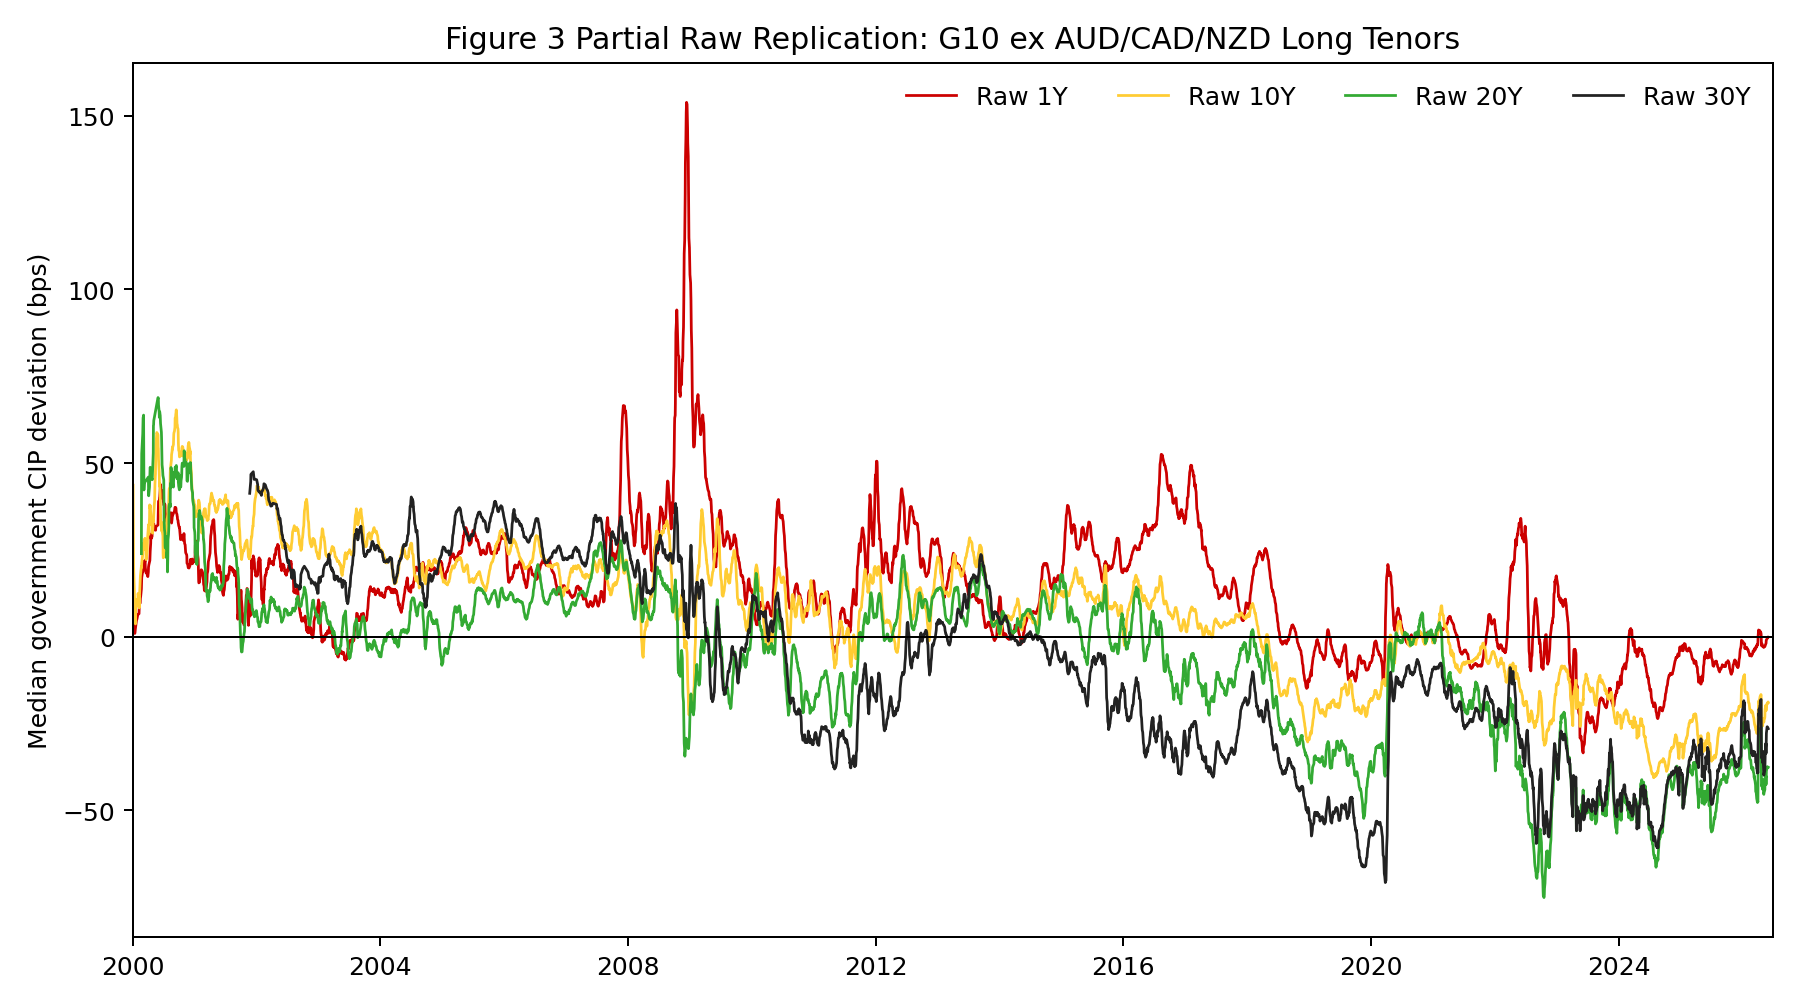 Figure 3 Partial Raw Replication: G10 ex AUD/CAD/NZD Long Tenors
Raw 1Y
Raw 10Y
Raw 20Y
Raw 30Y
Median government CIP deviation (bps)
150
100
50
0
−50
2000
2004
2008
2012
2016
2020
2024